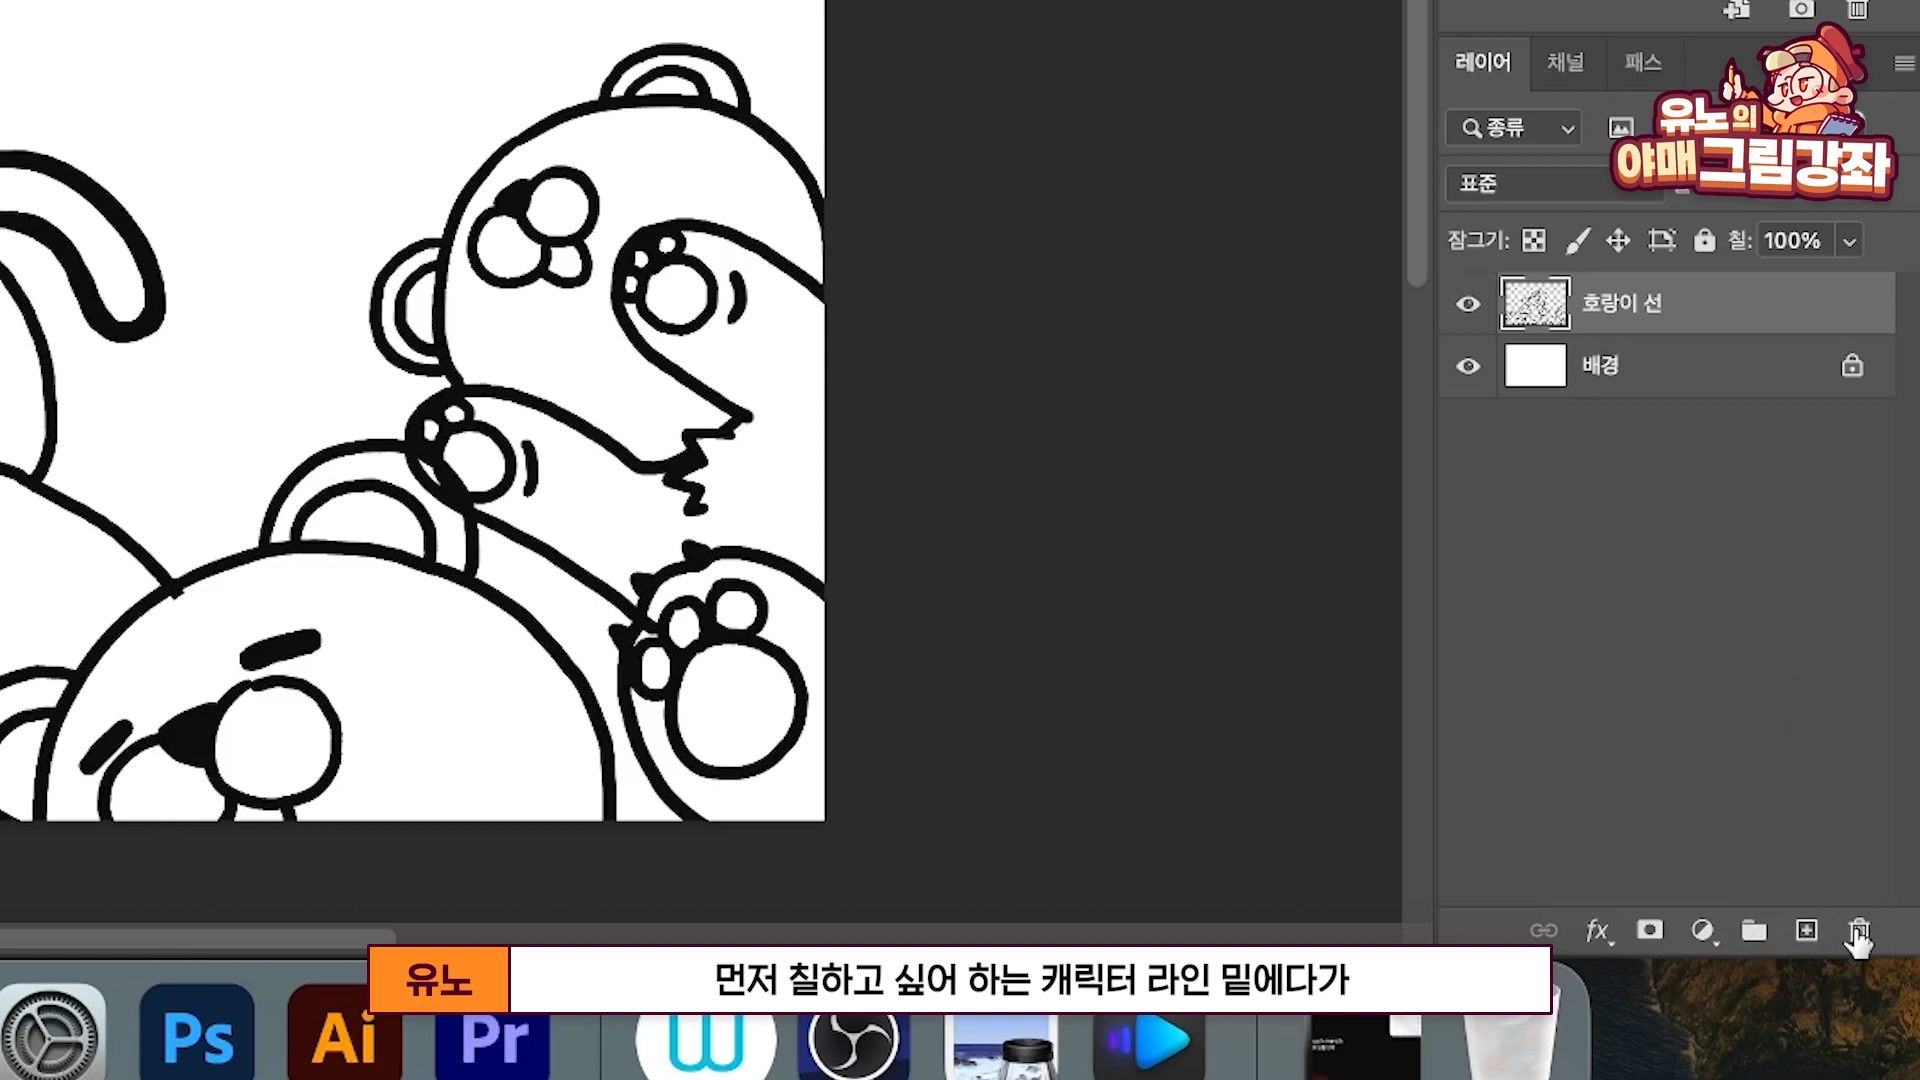 레이어 채널 패스
유노의
야매그림강좌
종류
표준
잠그기: 칠: 100%
호랑이 선
배경
fx
유노 먼저 칠하고 싶어 하는 캐릭터 라인 밑에다가
Ps Ai Pr